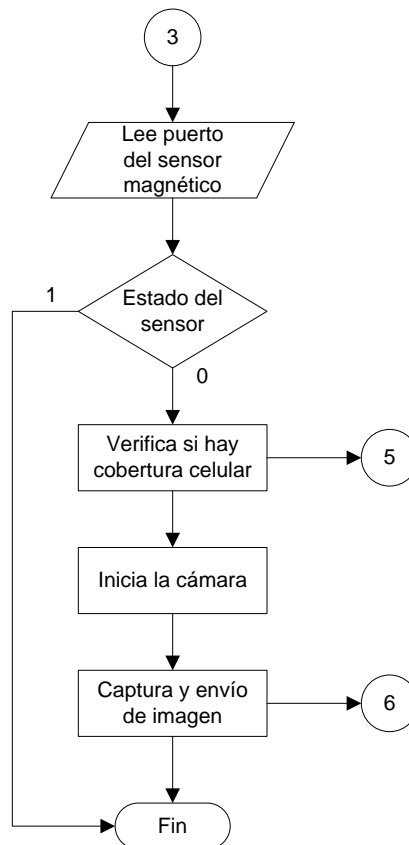 3
Lee puerto
del sensor
magnético
1
Estado del
sensor
0
Verifica si hay
cobertura celular
5
Inicia la cámara
Captura y envío
de imagen
6
Fin